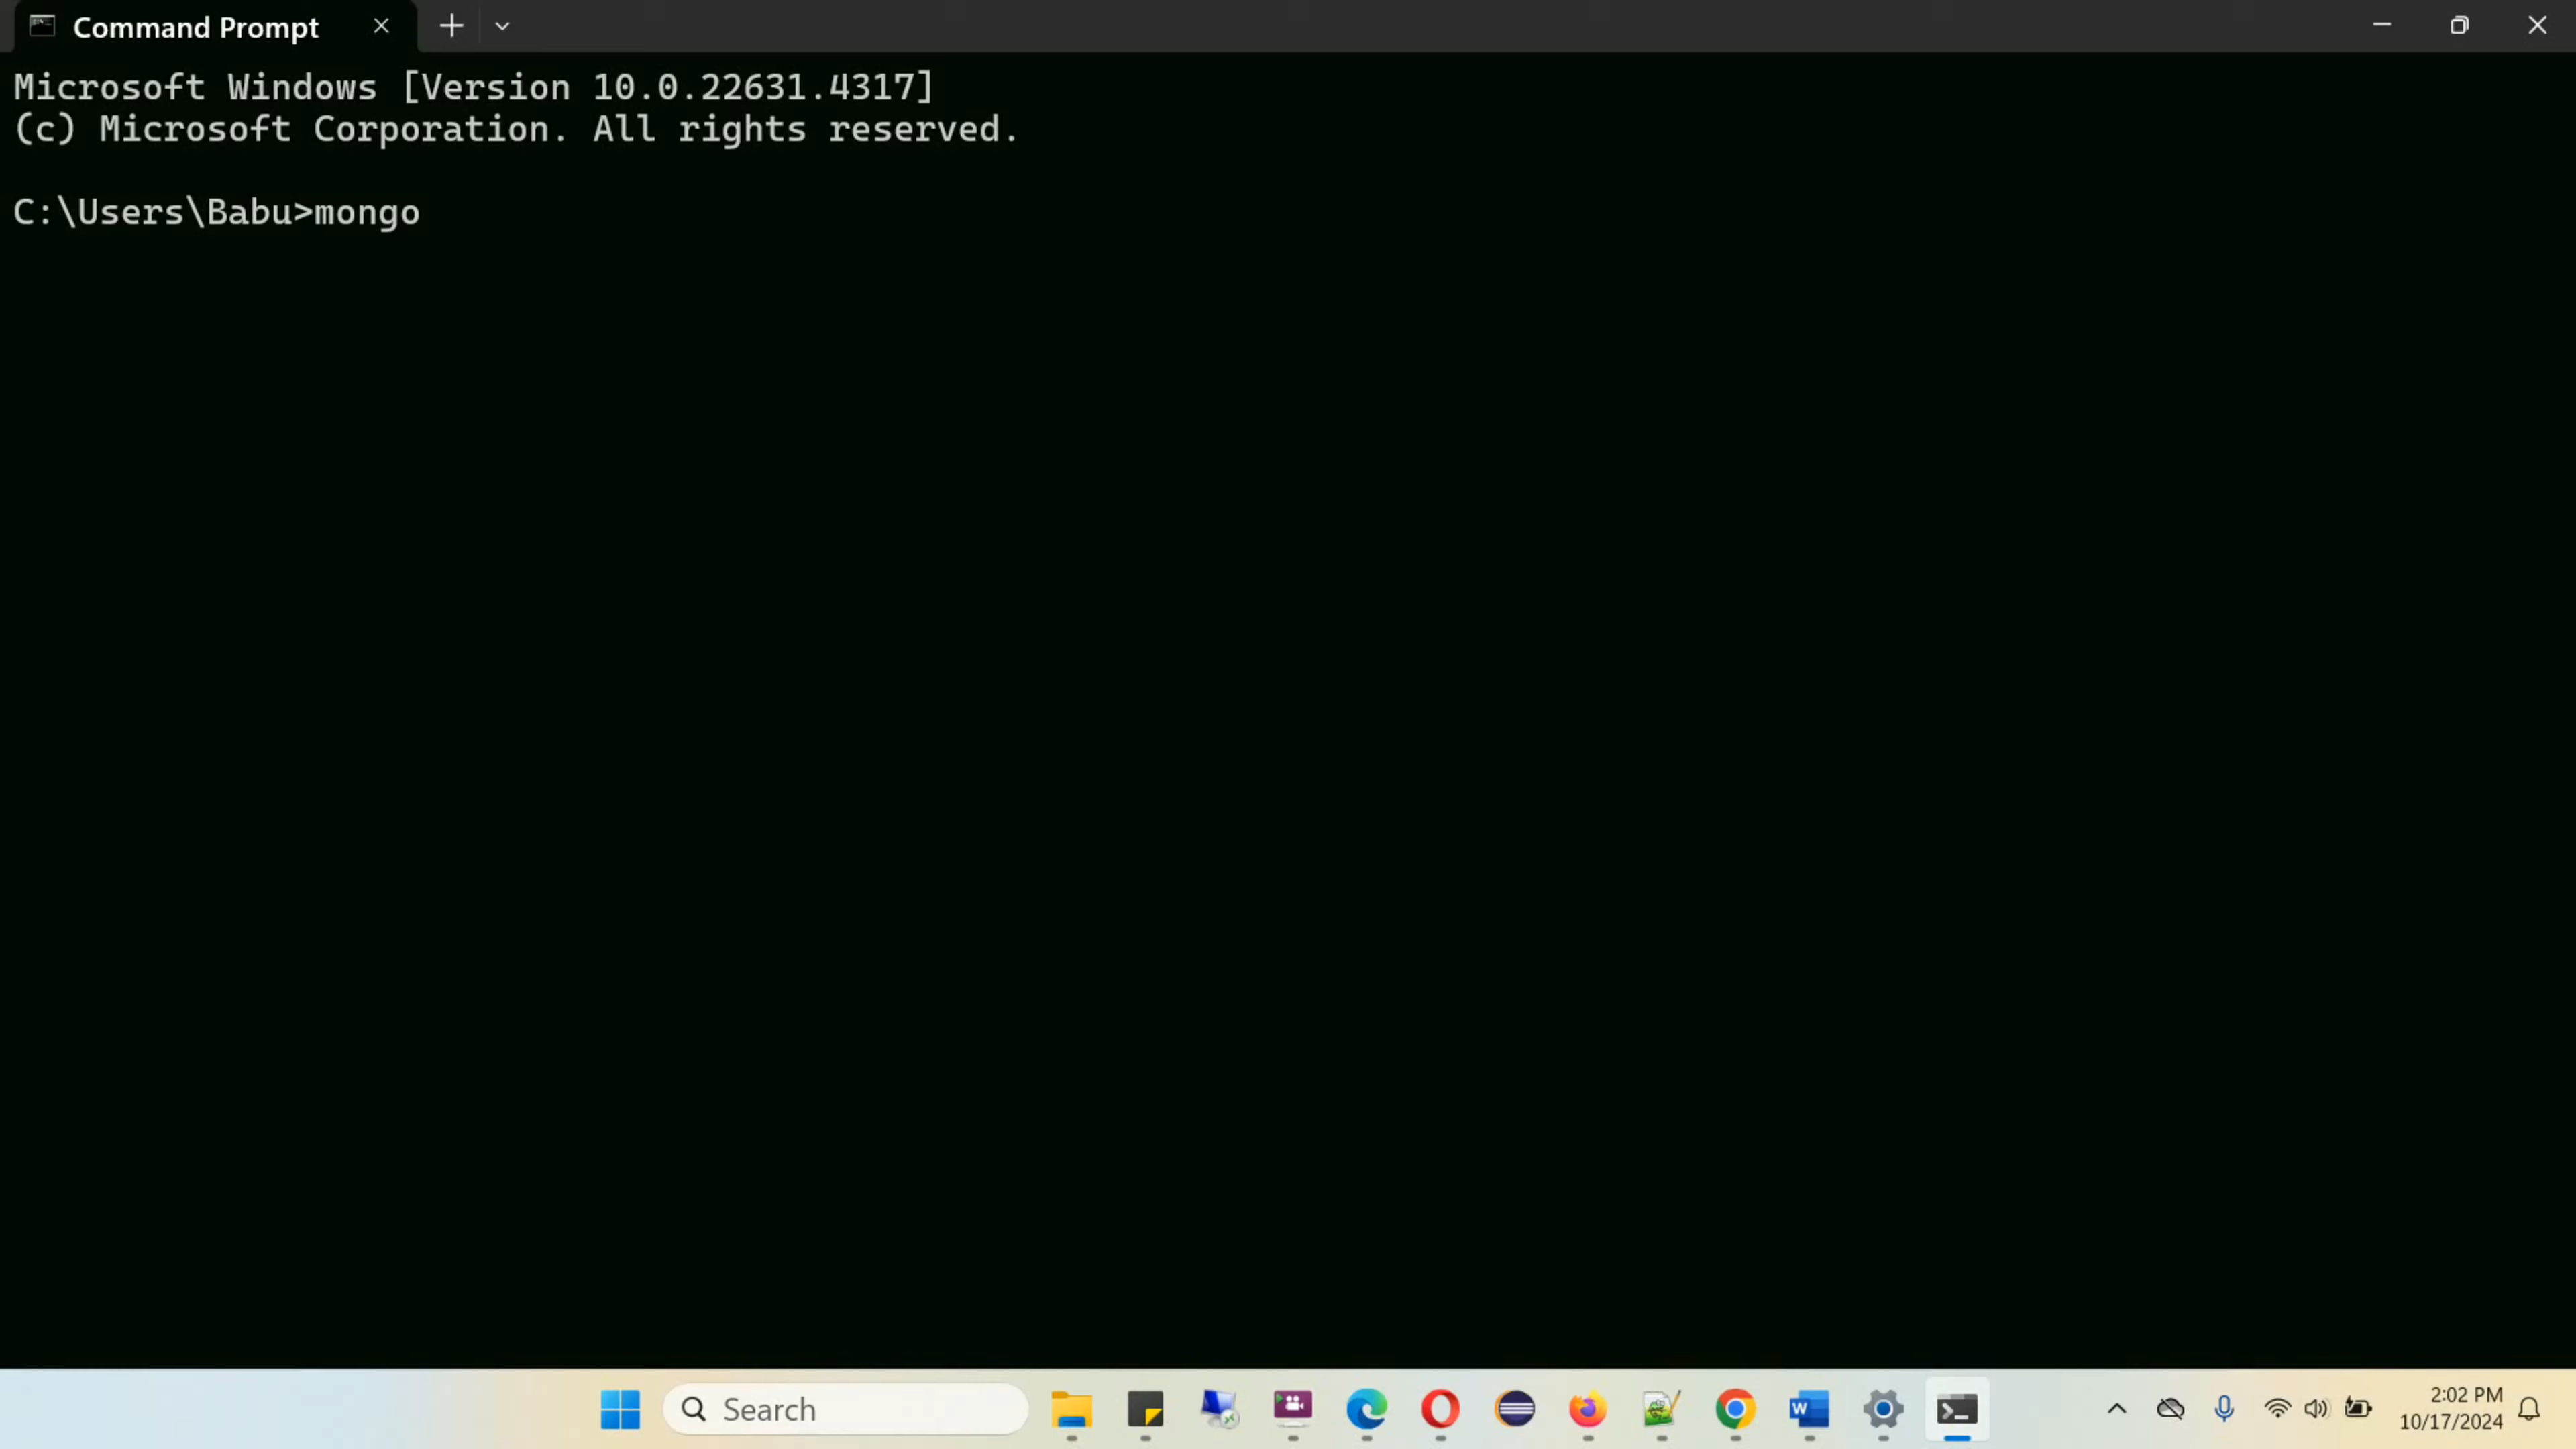 Command Prompt
Microsoft Windows [Version 10.0.22631.4317]
(c) Microsoft Corporation. All rights reserved.
C:\Users\Babu>mongo
Search
2:02 PM
10/17/2024